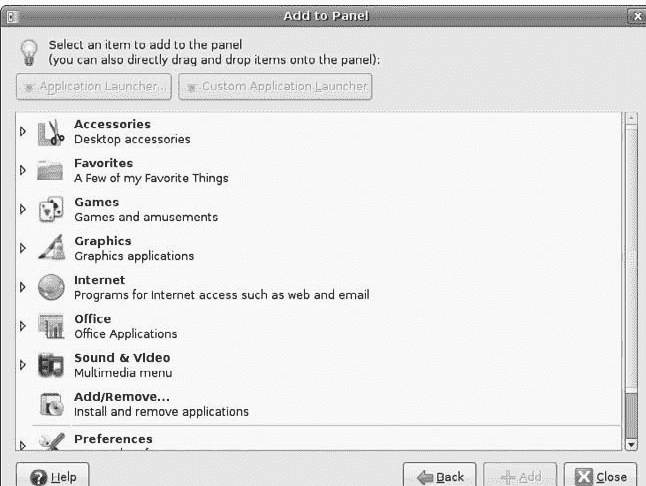 Add to Panel
Select an item to add to the panel
(you can also directly drag and drop items onto the panel):
Application Launcher...
Custom Application Launcher
Accessories
Desktop accessories
Favorites
A Few of my Favorite Things
Games
Games and amusements
Graphics
Graphics applications
Internet
Programs for Internet access such as web and email
Office
Office Applications
Sound & Video
Multimedia menu
Add/Remove...
Install and remove applications
Preferences
Help
Back
Add
Close